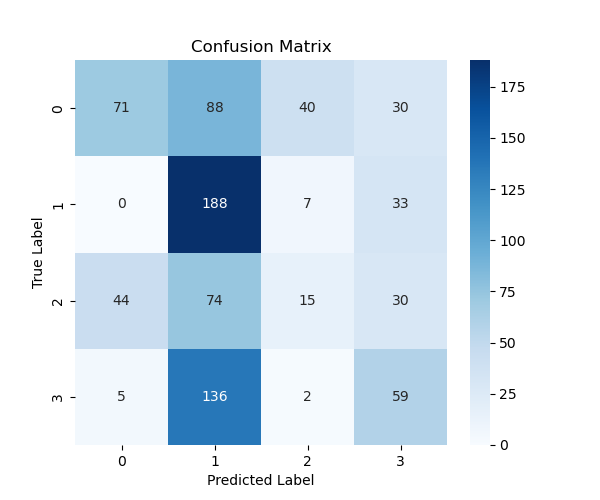 Confusion Matrix
True Label
0 71 88 40 30
1 0 188 7 33
2 44 74 15 30
3 5 136 2 59
0 1 2 3
Predicted Label
175
150
125
100
75
50
25
0